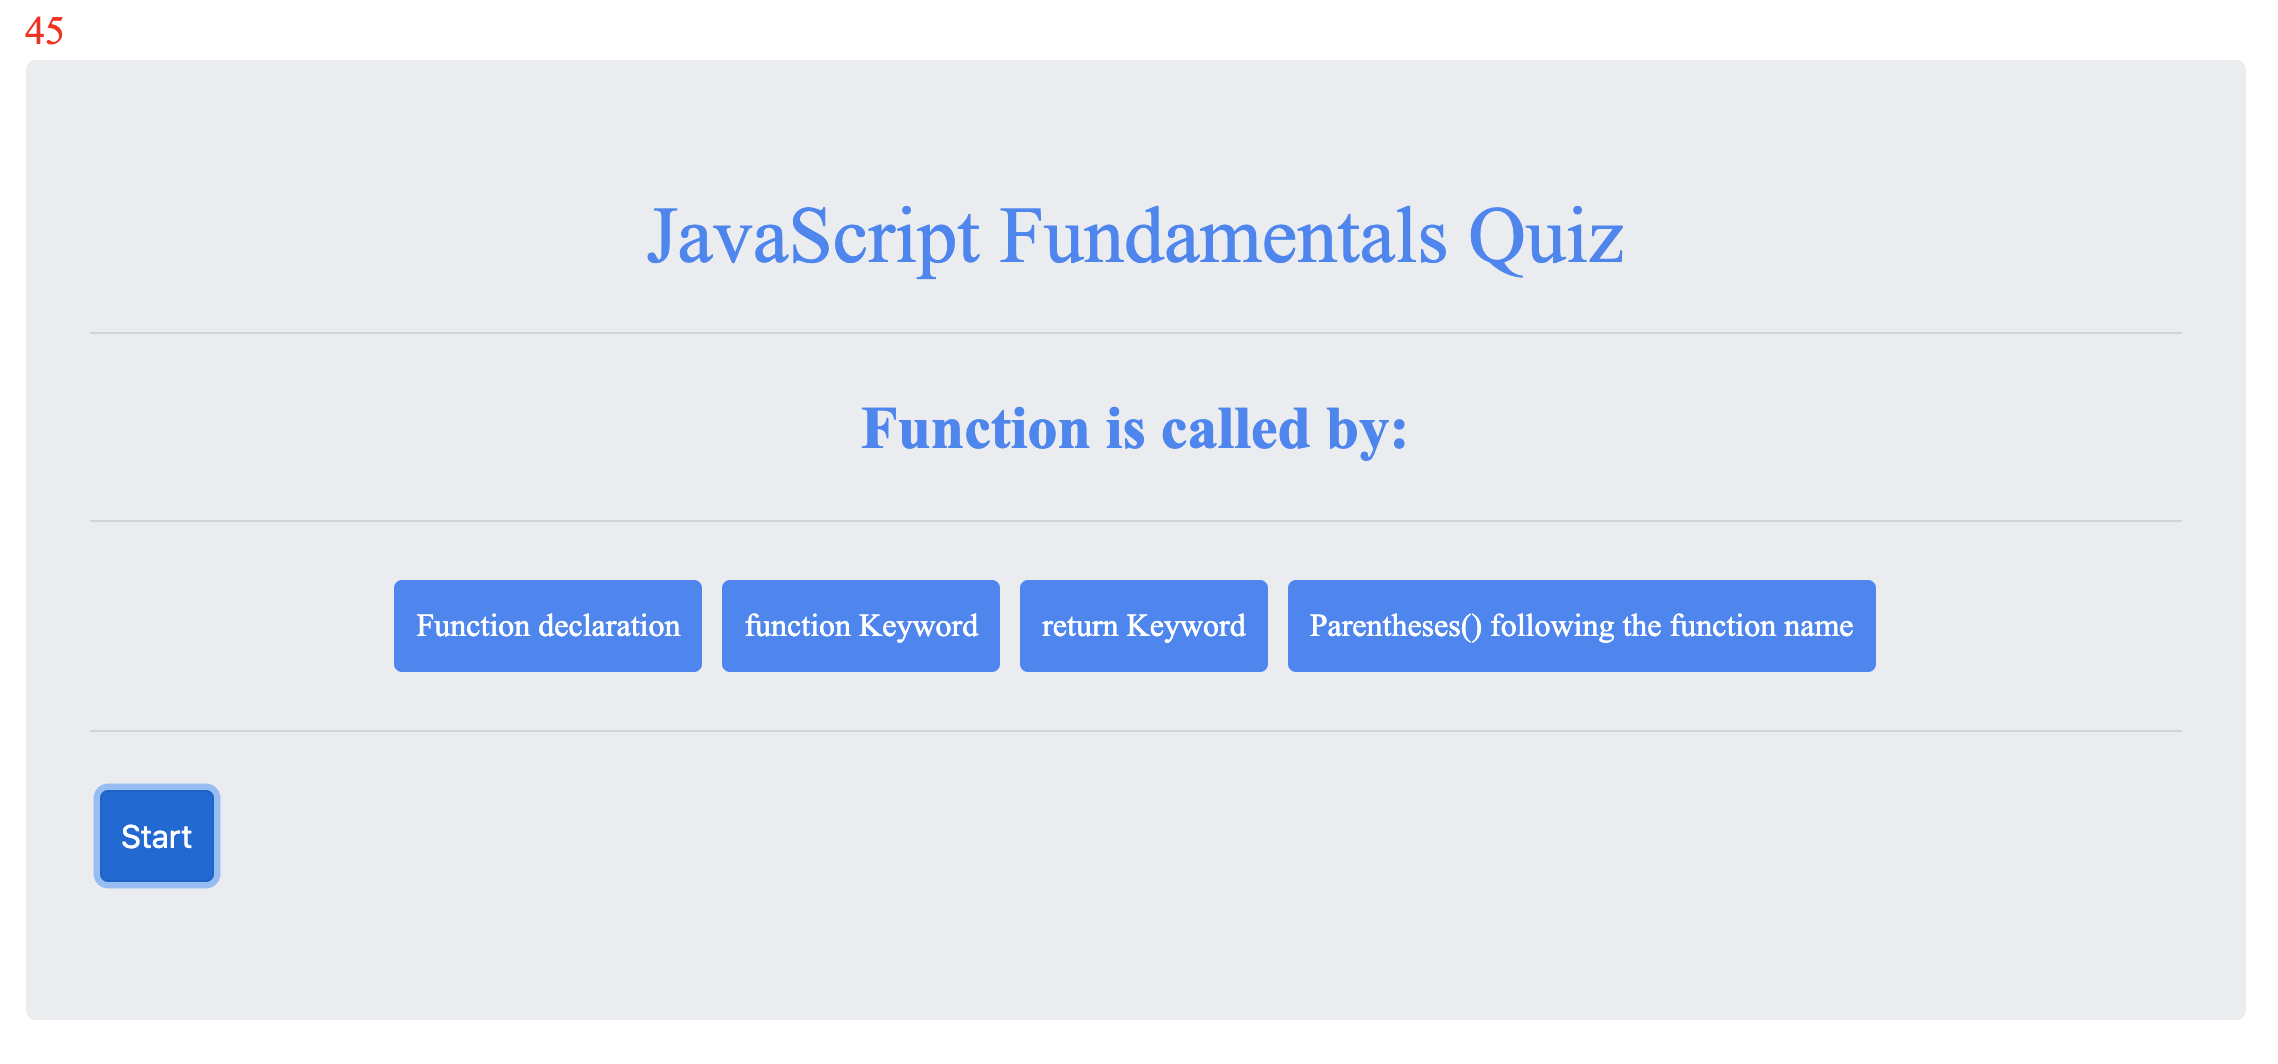 45
JavaScript Fundamentals Quiz
Function is called by:
Function declaration function Keyword return Keyword Parentheses() following the function name
Start